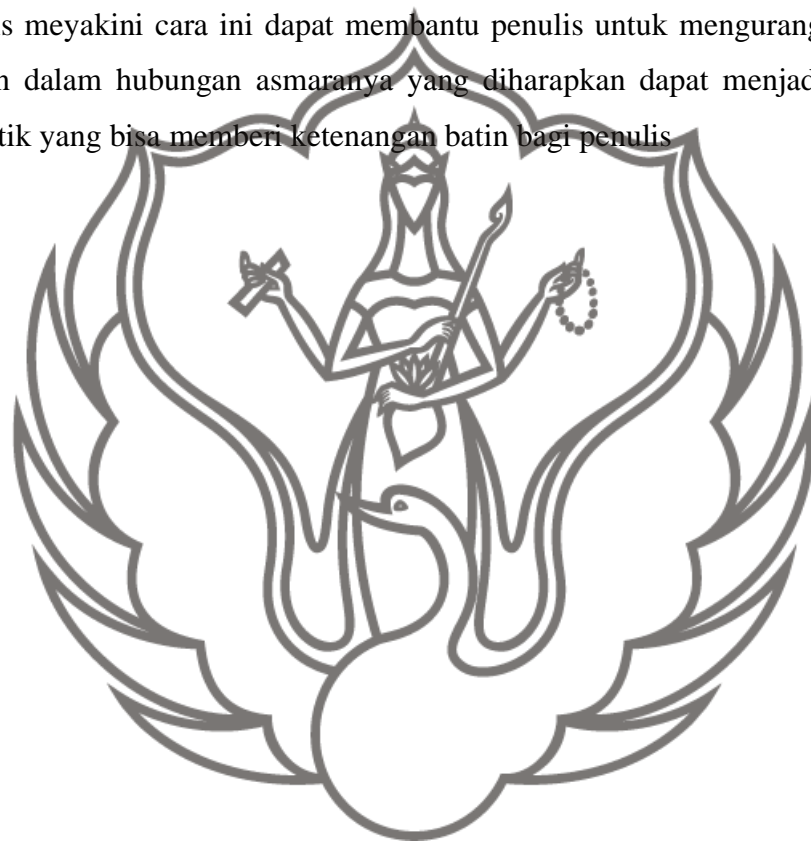 s meyakini cara ini dapat membantu penulis untuk mengurang
dalam hubungan asmaranya yang diharapkan dapat menjad
tik yang bisa memberi ketenangan batin bagi penulis